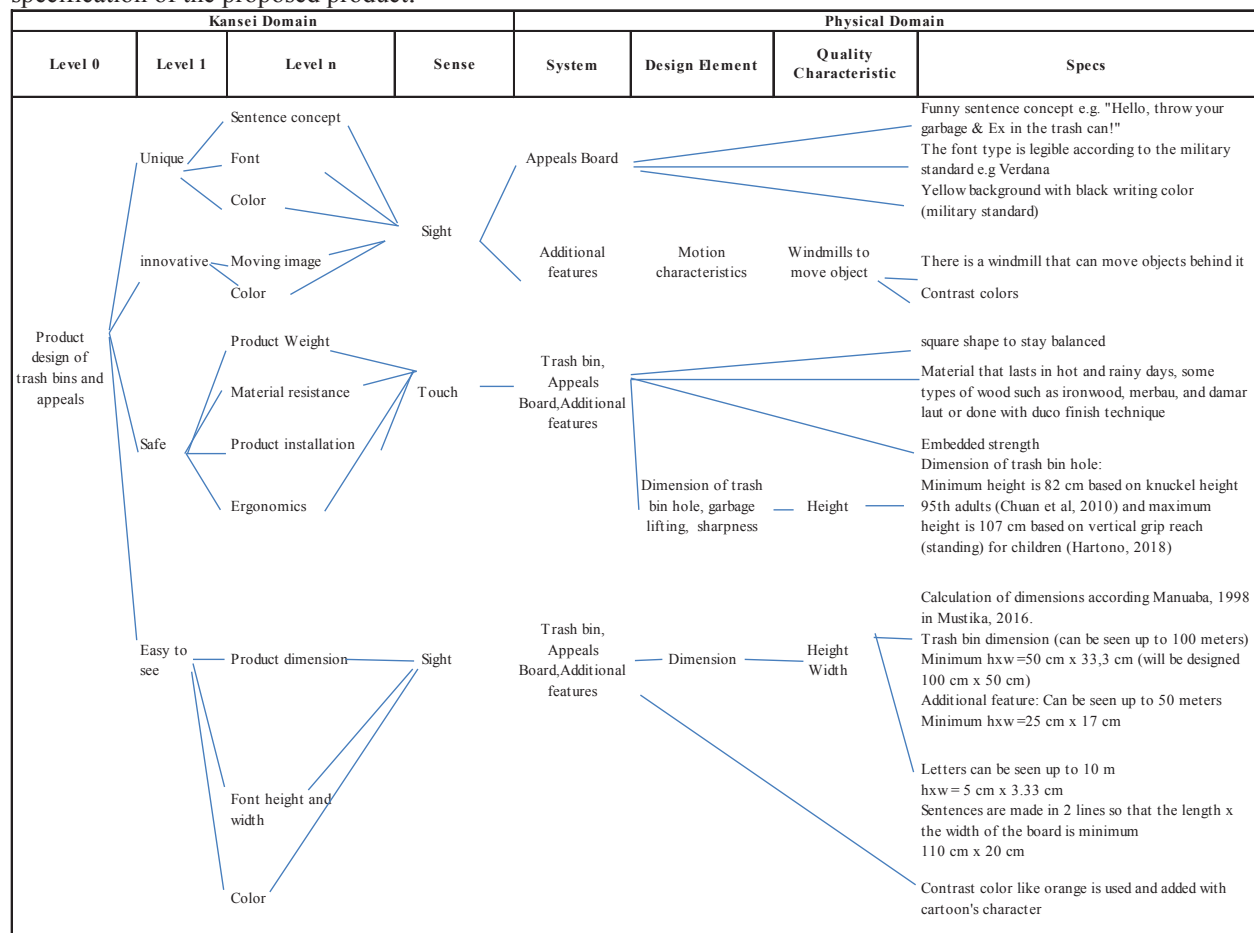 specification of the proposed product.
Kansei Domain
Physical Domain
Level 0
Level 1
Level n
Sense
System
Design Element
Quality
Characteristic
Specs
Product
design of
trash bins and
appeals
Unique
Sentence concept
Font
Color
innovative
Moving image
Color
Sight
Appeals Board
Funny sentence concept e.g. "Hello, throw your
garbage & Ex in the trash can!"
The font type is legible according to the military
standard e.g Verdana
Yellow background with black writing color
(military standard)
Additional
features
Motion
characteristics
Windmills to
move object
There is a windmill that can move objects behind it
Contrast colors
Safe
Product Weight
Material resistance
Product installation
Ergonomics
Touch
Trash bin,
Appeals
Board,Additional
features
square shape to stay balanced
Material that lasts in hot and rainy days, some
types of wood such as ironwood, merbau, and damar
laut or done with duco finish technique
Embedded strength
Dimension of trash
bin hole, garbage
lifting, sharpness
Height
Dimension of trash bin hole:
Minimum height is 82 cm based on knuckel height
95th adults (Chuan et al, 2010) and maximum
height is 107 cm based on vertical grip reach
(standing) for children (Hartono, 2018)
Easy to
see
Product dimension
Font height and
width
Color
Sight
Trash bin,
Appeals
Board,Additional
features
Dimension
Height
Width
Calculation of dimensions according Manuaba, 1998
in Mustika, 2016.
Trash bin dimension (can be seen up to 100 meters)
Minimum hxw =50 cm x 33,3 cm (will be designed
100 cm x 50 cm)
Additional feature: Can be seen up to 50 meters
Minimum hxw =25 cm x 17 cm
Letters can be seen up to 10 m
hxw = 5 cm x 3.33 cm
Sentences are made in 2 lines so that the length x
the width of the board is minimum
110 cm x 20 cm
Contrast color like orange is used and added with
cartoon's character